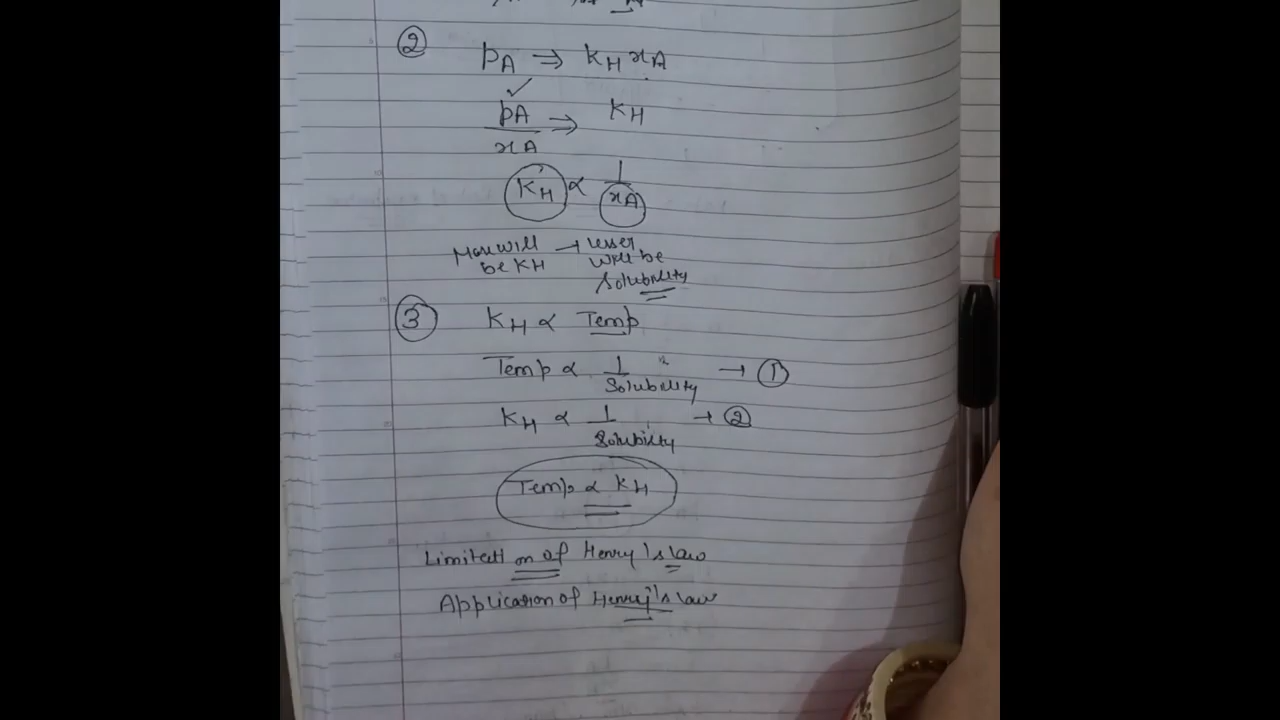 ② pA ⇒ KH xA
pA / xA ⇒ KH
KH ∝ 1 / xA
More will be KH → lesser will be solubility
③ KH ∝ Temp
Temp ∝ 1 / Solubility → ①
KH ∝ 1 / Solubility → ②
Temp ∝ KH
Limitation of Henry's law
Application of Henry's law